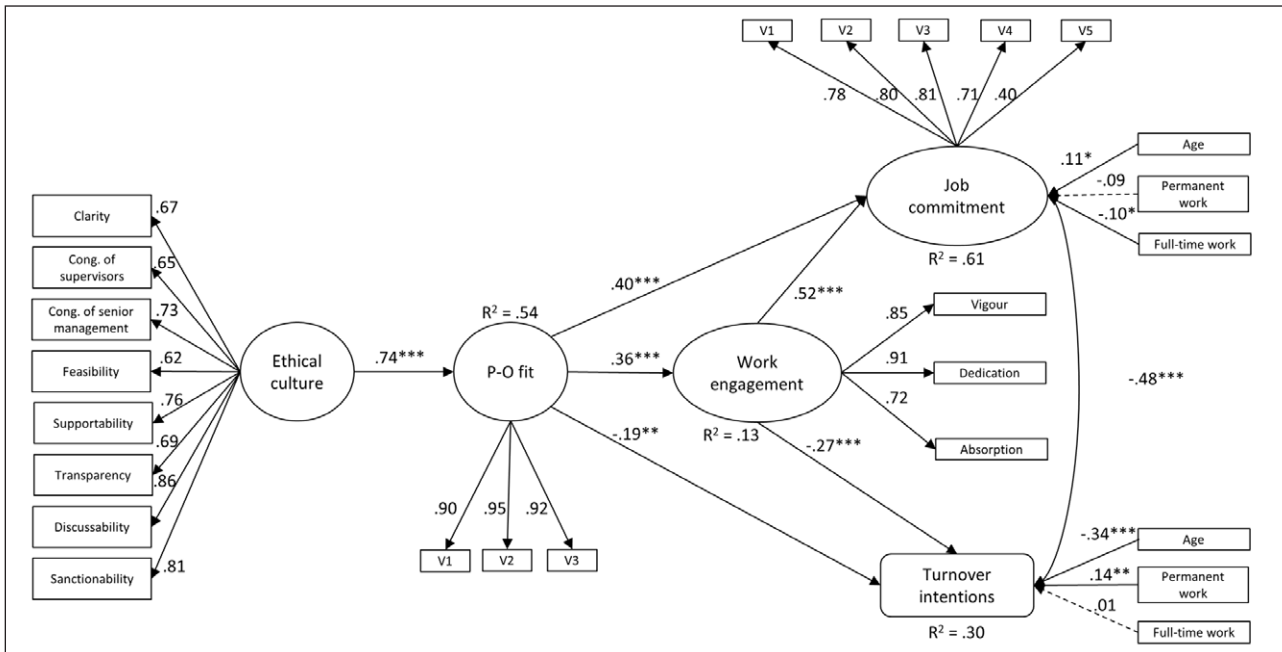 V1
V2
V3
V4
V5
.78
.80
.81
.71
.40
Job
commitment
R² = .61
.11*
-.09
-.10*
Age
Permanent
work
Full-time work
Clarity
Cong. of
supervisors
Cong. of senior
management
Feasibility
Supportability
Transparency
Discussability
Sanctionability
.67
.65
.73
.62
.76
.69
.86
.81
Ethical
culture
.74***
R² = .54
P-O fit
.90
.95
.92
V1
V2
V3
.40***
.36***
-.19**
Work
engagement
R² = .13
.52***
-.27***
.85
.91
.72
Vigour
Dedication
Absorption
-.48***
Turnover
intentions
R² = .30
-.34***
.14**
.01
Age
Permanent
work
Full-time work